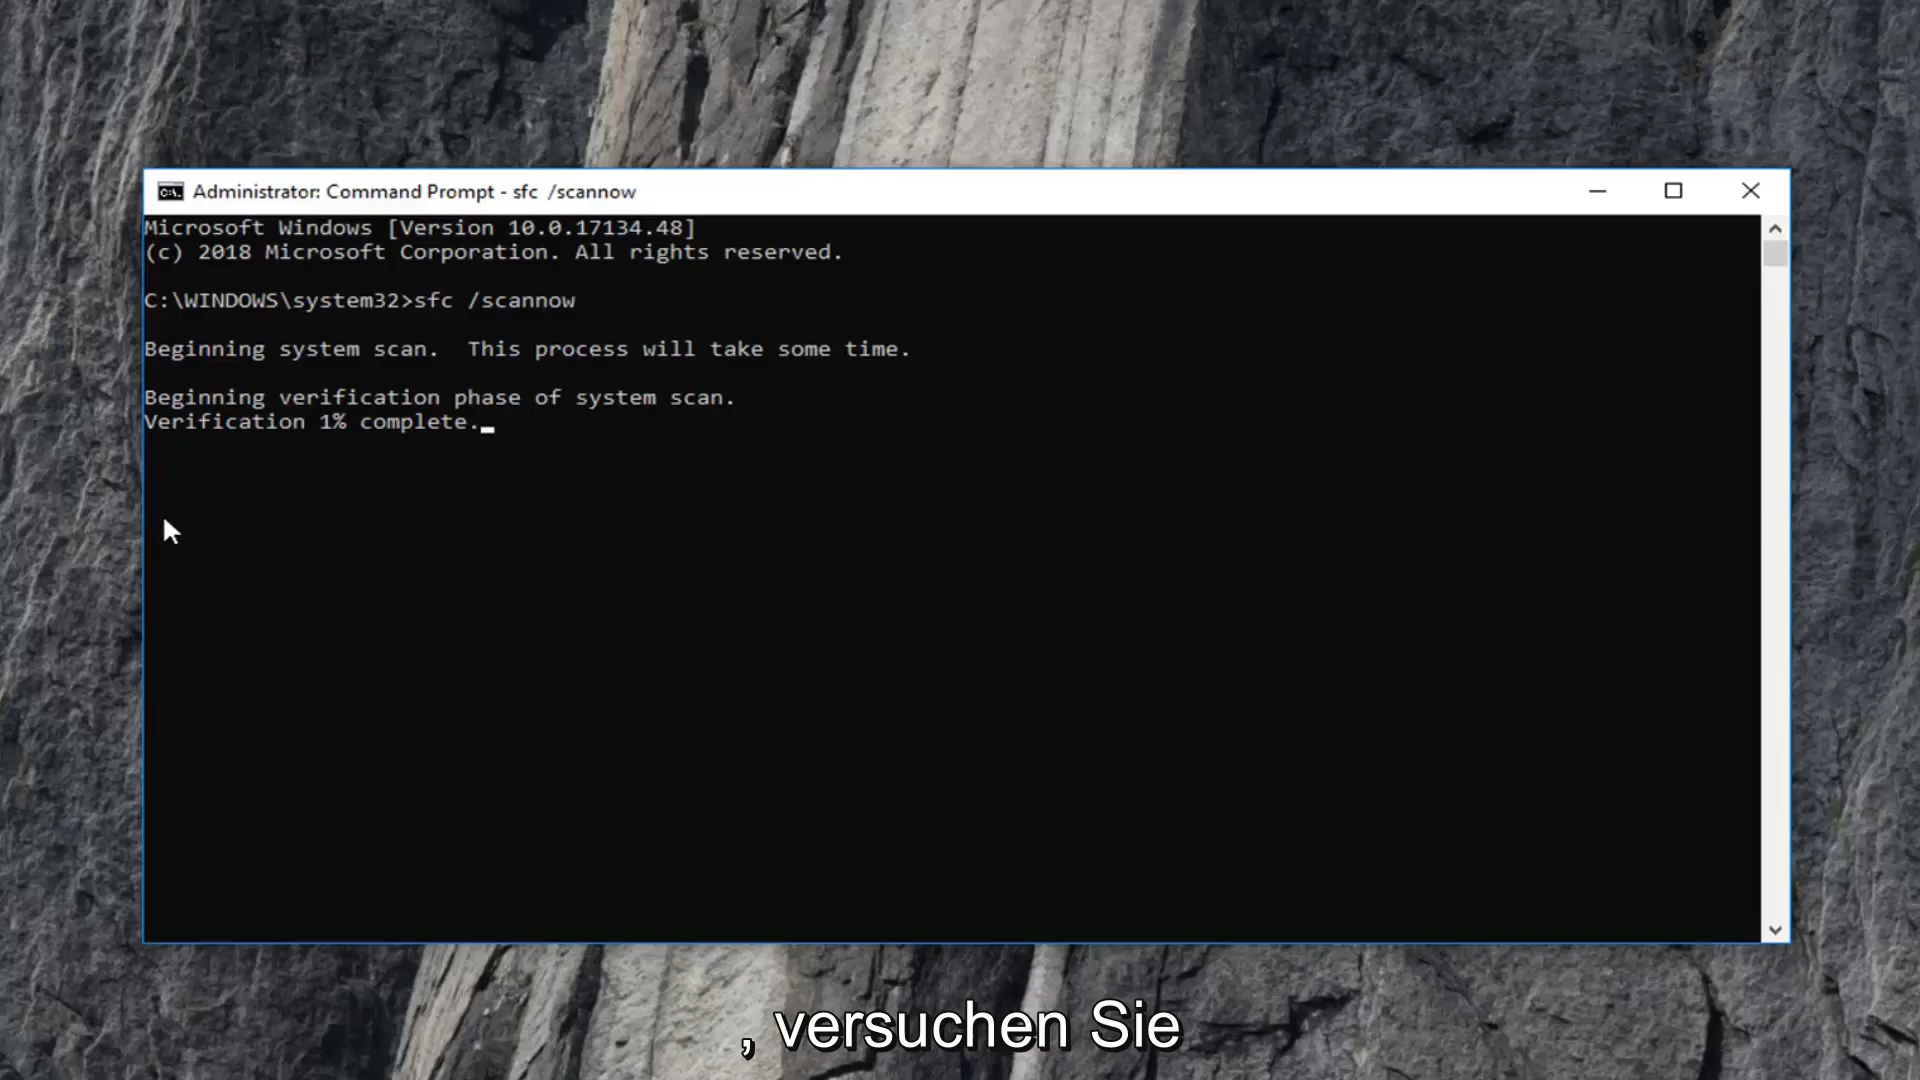 Administrator: Command Prompt - sfc  /scannow
Microsoft Windows [Version 10.0.17134.48]
(c) 2018 Microsoft Corporation. All rights reserved.
C:\WINDOWS\system32>sfc /scannow
Beginning system scan.  This process will take some time.
Beginning verification phase of system scan.
Verification 1% complete.
, versuchen Sie